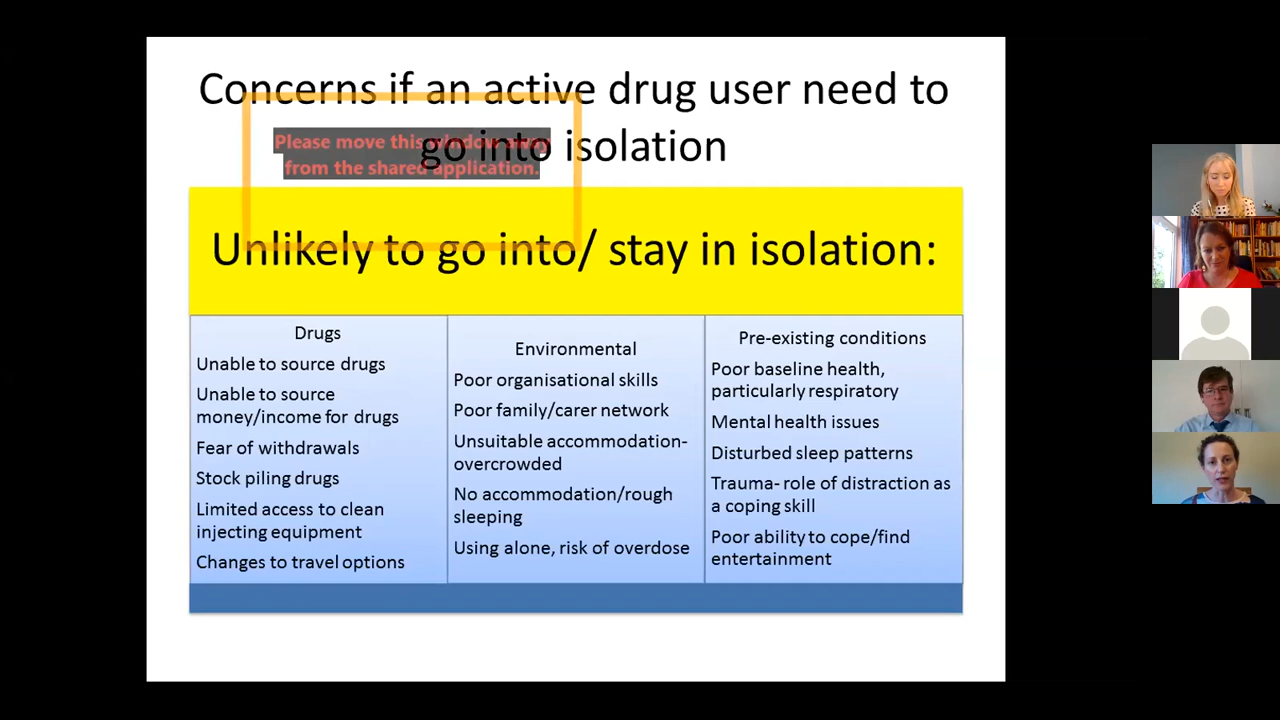 Concerns if an active drug user need to
go into isolation
Please move this window away
from the shared application.
Unlikely to go into/ stay in isolation:
Drugs
Unable to source drugs
Unable to source
money/income for drugs
Fear of withdrawals
Stock piling drugs
Limited access to clean
injecting equipment
Changes to travel options
Environmental
Poor organisational skills
Poor family/carer network
Unsuitable accommodation-
overcrowded
No accommodation/rough
sleeping
Using alone, risk of overdose
Pre-existing conditions
Poor baseline health,
particularly respiratory
Mental health issues
Disturbed sleep patterns
Trauma- role of distraction as
a coping skill
Poor ability to cope/find
entertainment